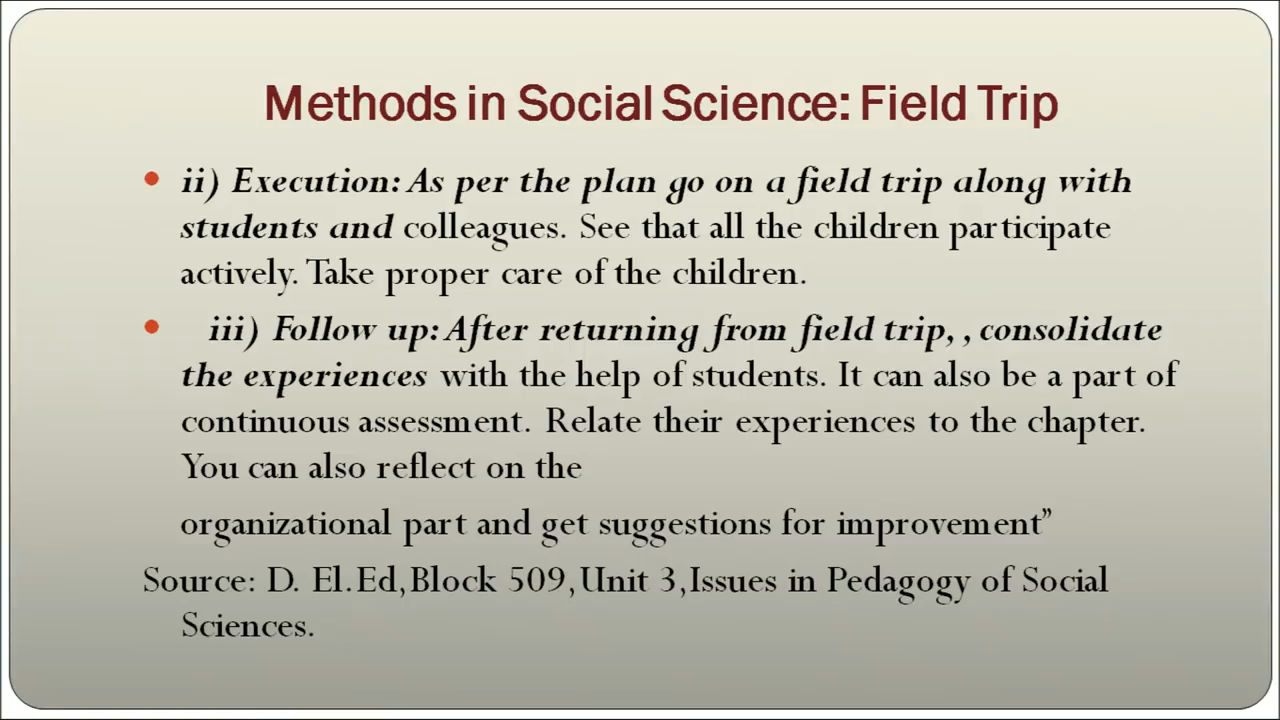 Methods in Social Science: Field Trip
• ii) Execution: As per the plan go on a field trip along with
students and colleagues. See that all the children participate
actively. Take proper care of the children.
• iii) Follow up: After returning from field trip, , consolidate
the experiences with the help of students. It can also be a part of
continuous assessment. Relate their experiences to the chapter.
You can also reflect on the
organizational part and get suggestions for improvement”
Source: D. El.Ed, Block 509, Unit 3, Issues in Pedagogy of Social
Sciences.